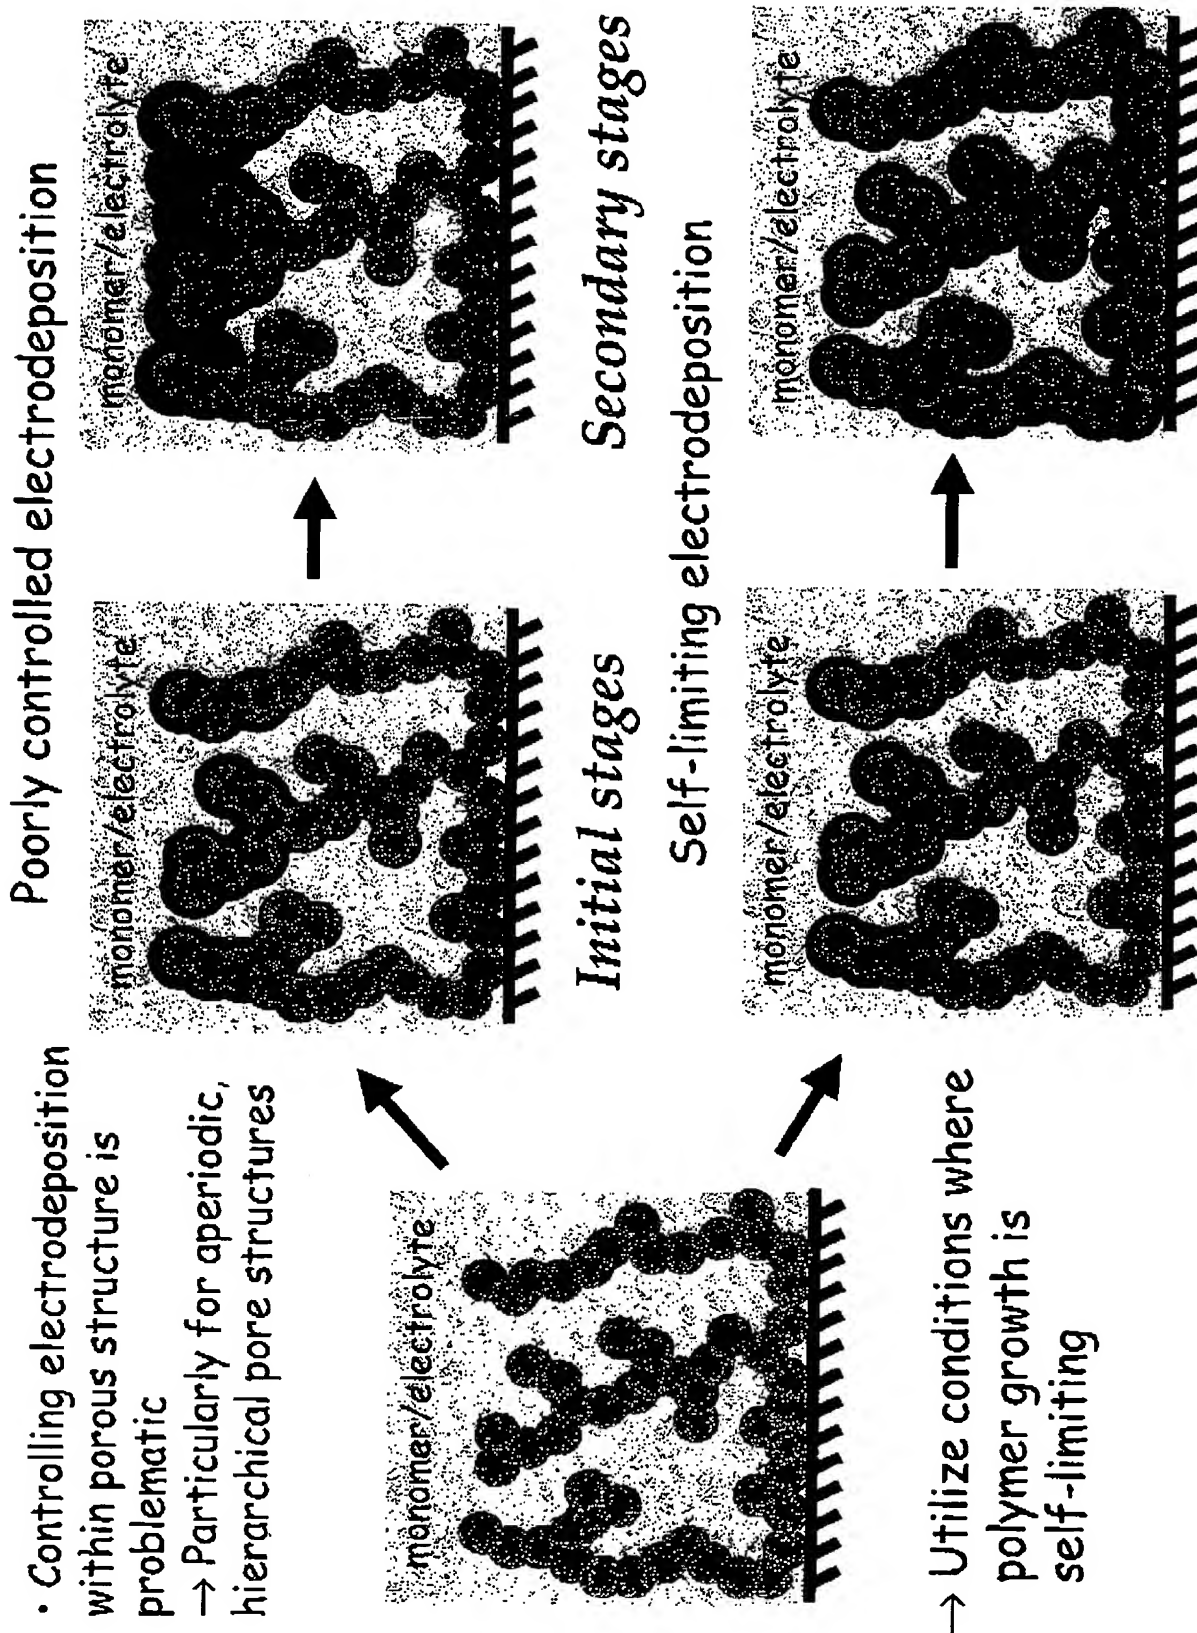 Poorly controlled electrodeposition
· Controlling electrodeposition
within porous structure is
problematic
→ Particularly for aperiodic,
hierarchical pore structures
monomer/electrolyte
monomer/electrolyte
monomer/electrolyte
Initial stages
Secondary stages
Self-limiting electrodeposition
→ Utilize conditions where
polymer growth is
self-limiting
monomer/electrolyte
monomer/electrolyte